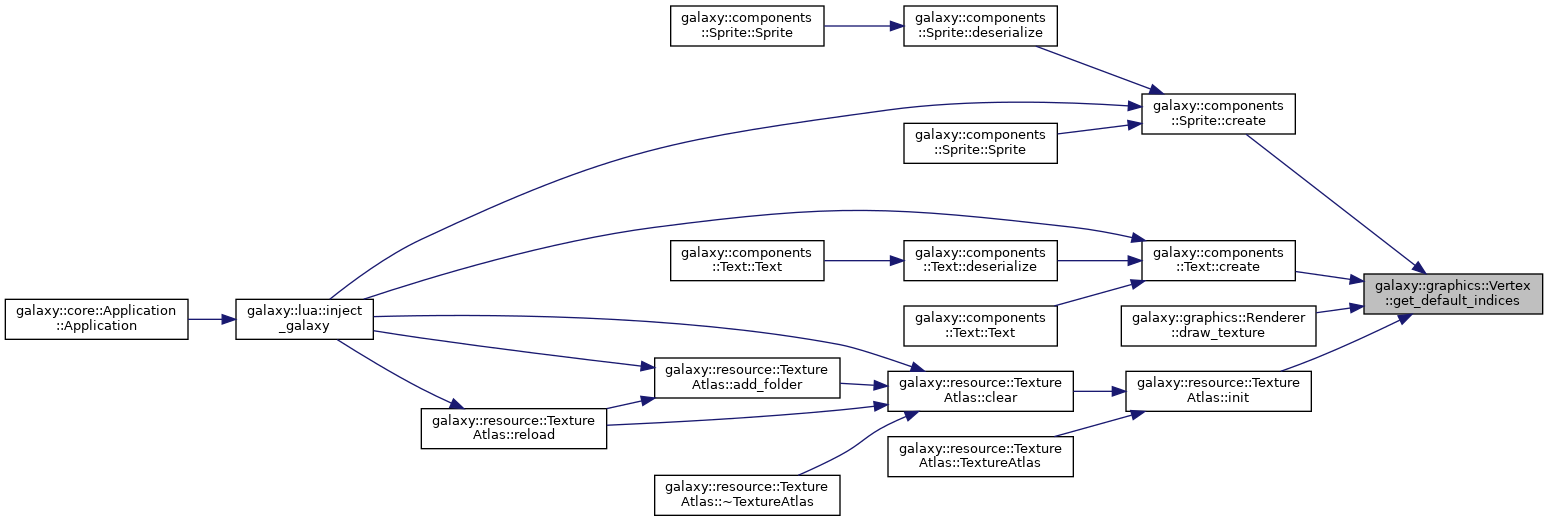 galaxy::components
::Sprite::Sprite
galaxy::components
::Sprite::deserialize
galaxy::components
::Sprite::create
galaxy::components
::Sprite::Sprite
galaxy::components
::Text::Text
galaxy::components
::Text::deserialize
galaxy::components
::Text::create
galaxy::graphics::Vertex
::get_default_indices
galaxy::core::Application
::Application
galaxy::lua::inject
_galaxy
galaxy::components
::Text::Text
galaxy::graphics::Renderer
::draw_texture
galaxy::resource::Texture
Atlas::add_folder
galaxy::resource::Texture
Atlas::clear
galaxy::resource::Texture
Atlas::init
galaxy::resource::Texture
Atlas::reload
galaxy::resource::Texture
Atlas::TextureAtlas
galaxy::resource::Texture
Atlas::~TextureAtlas